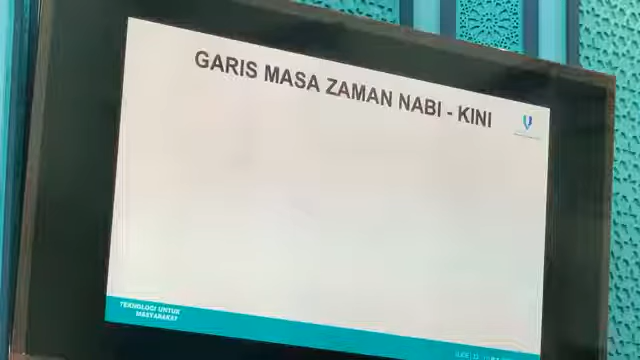 GARIS MASA ZAMAN NABI - KINI
TEKNOLOGI UNTUK
MASYARAKAT